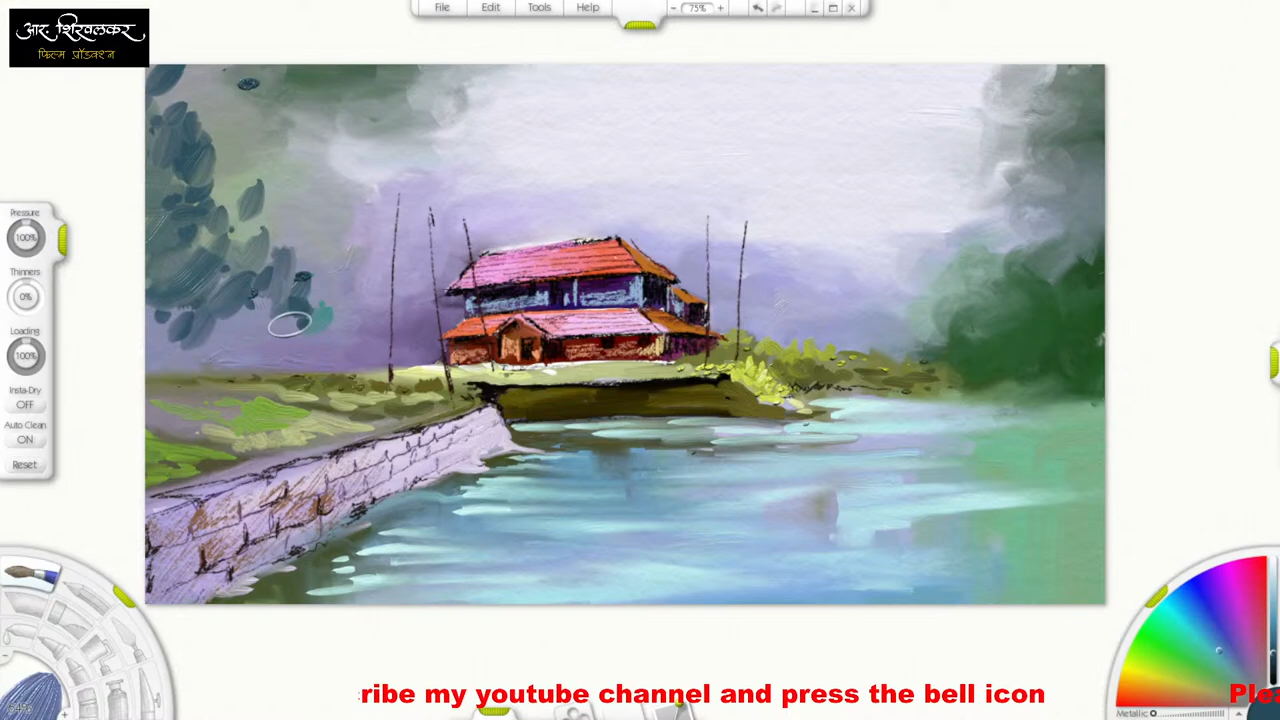 आर. शिरवलकर
फिल्म प्रॉडक्शन
File Edit Tools Help - 75% +
Pressure
100%
Thinners
0%
Loading
100%
Insta-Dry
OFF
Auto Clean
ON
Reset
ribe my youtube channel and press the bell icon Plea
Metallic